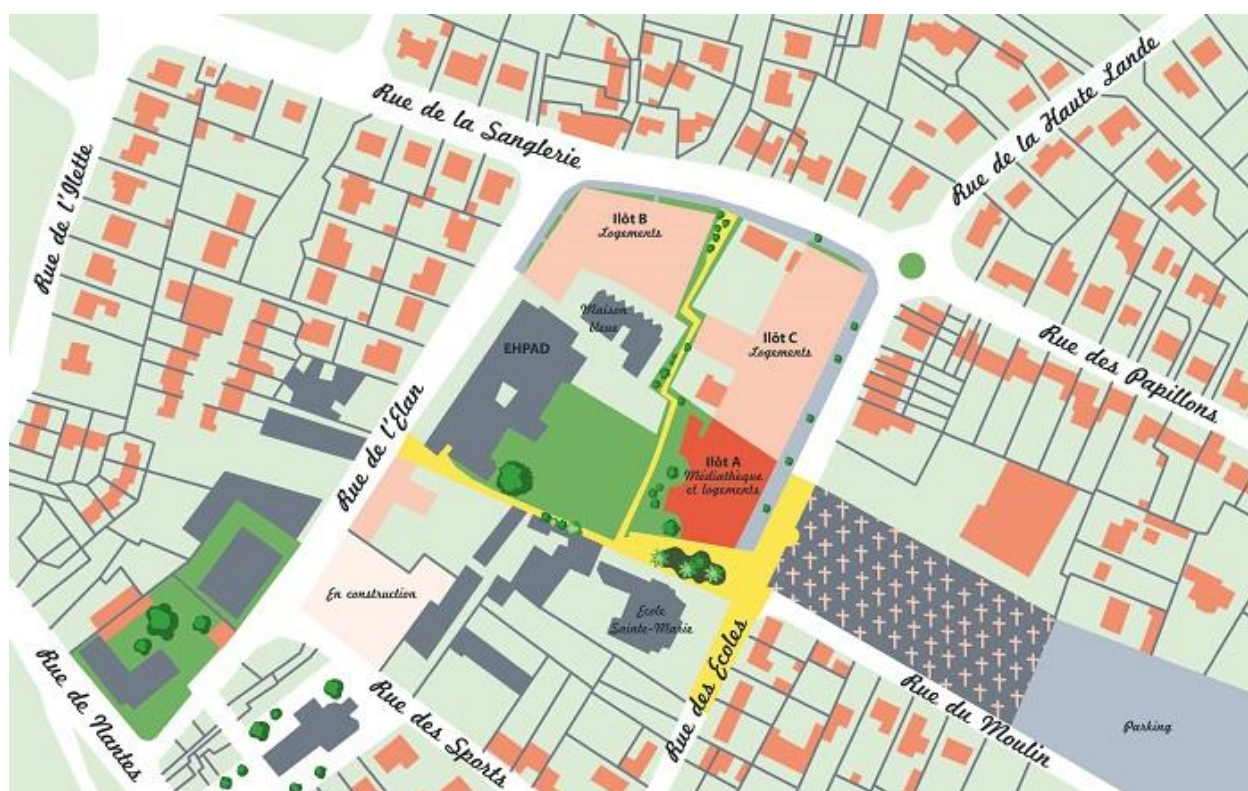 Rue de la Sanglerie
Rue de la Haute Lande
Rue de l'Ilette
Ilôt B
Logements
Maison
bleue
EHPAD
Ilôt C
Logements
Rue des Papillons
Rue de l'Elan
Ilôt A
Médiathèque
et logements
En construction
Ecole
Sainte-Marie
Rue de Nantes
Rue des Sports
Rue des Ecoles
Rue du Moulin
Parking